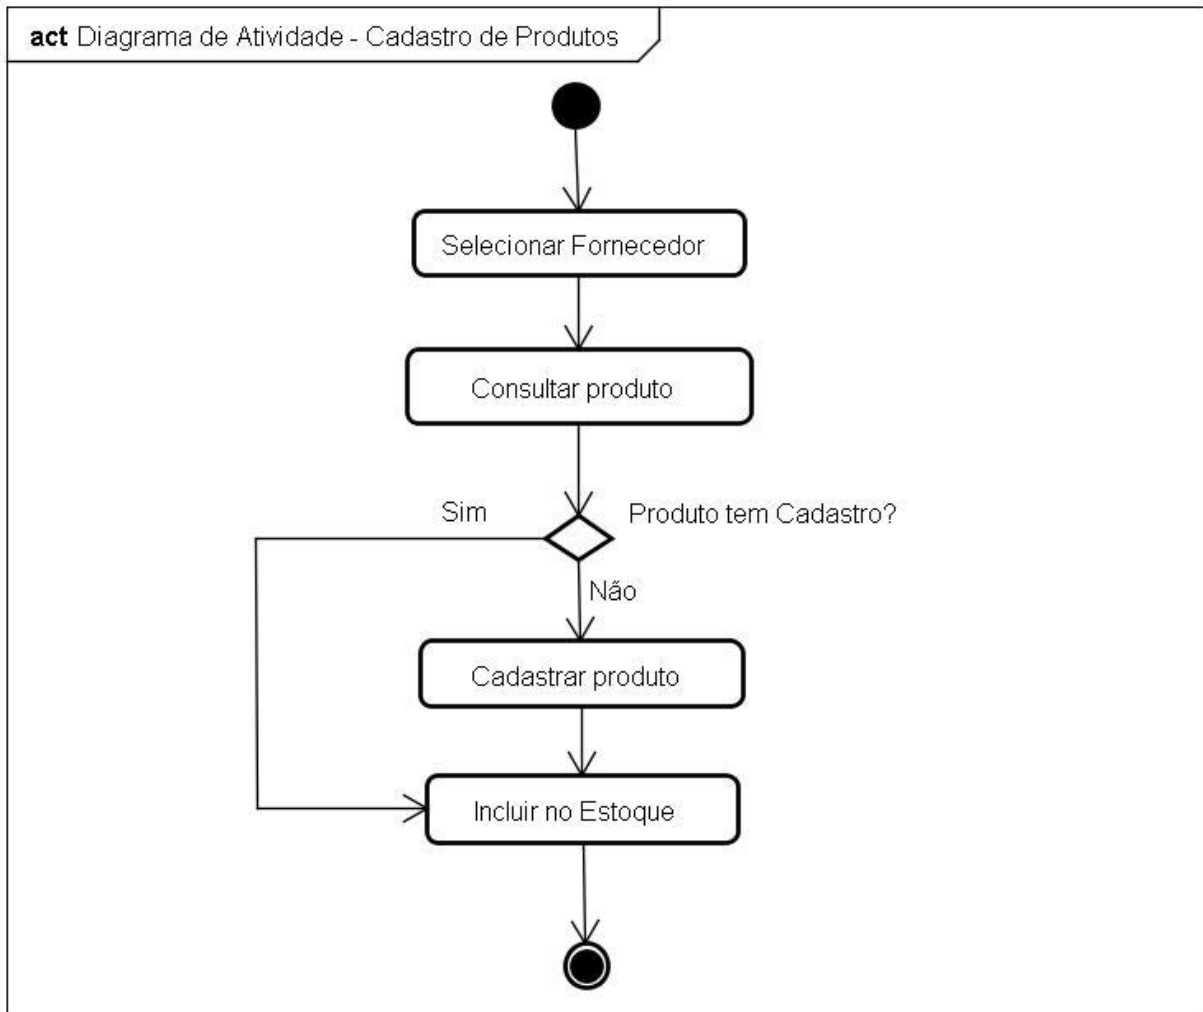 act Diagrama de Atividade - Cadastro de Produtos
Selecionar Fornecedor
Consultar produto
Sim
Produto tem Cadastro?
Não
Cadastrar produto
Incluir no Estoque